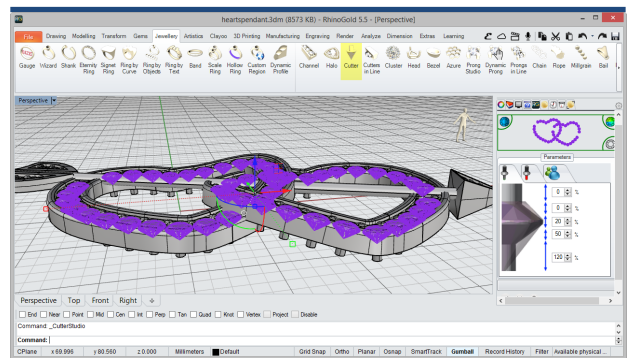 heartspendant.3dm (8573 KB) - RhinoGold 5.5 - [Perspective]
File Drawing Modelling Transform Gems Jewellery Artistics Clayoo 3D Printing Manufacturing Engraving Render Analyze Dimension Extras Learning
Gauge Wizard Shank Eternity Ring Signet Ring Ring by Curve Ring by Objects Ring by Text Band Scale Ring Hollow Ring Custom Region Dynamic Profile Channel Halo Cutter Cutters in Line Cluster Head Bezel Azure Prong Studio Dynamic Prong Prongs in Line Chain Rope Millgrain Bail
Perspective
Parameters
0 %
0 %
20 %
50 %
120 %
Perspective Top Front Right
End Near Point Mid Cen Int Perp Tan Quad Knot Vertex Project Disable
Command: _CutterStudio
Command:
CPlane x 69.996 y 80.560 z 0.000 Millimeters Default Grid Snap Ortho Planar Osnap SmartTrack Gumball Record History Filter Available physical ...